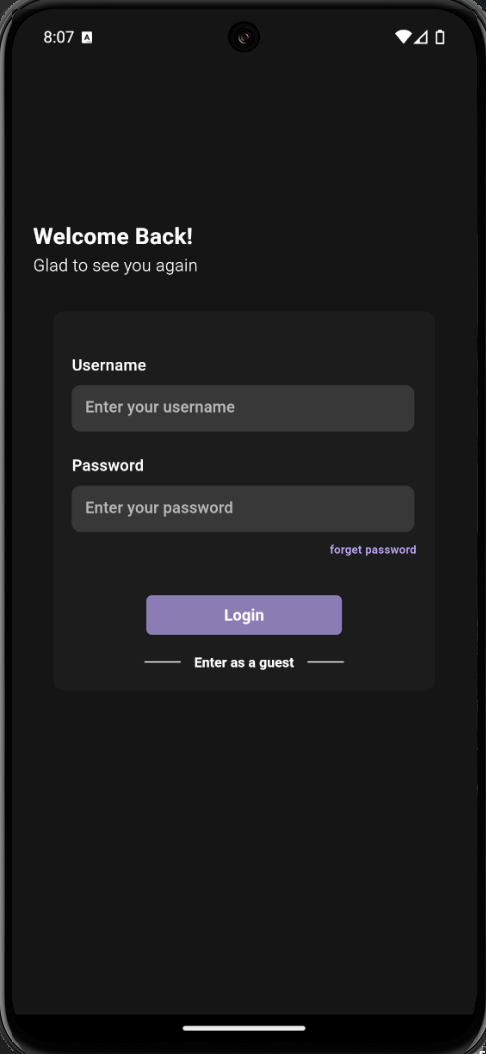 8:07 A
Welcome Back!
Glad to see you again
Username
Enter your username
Password
Enter your password
forget password
Login
Enter as a guest